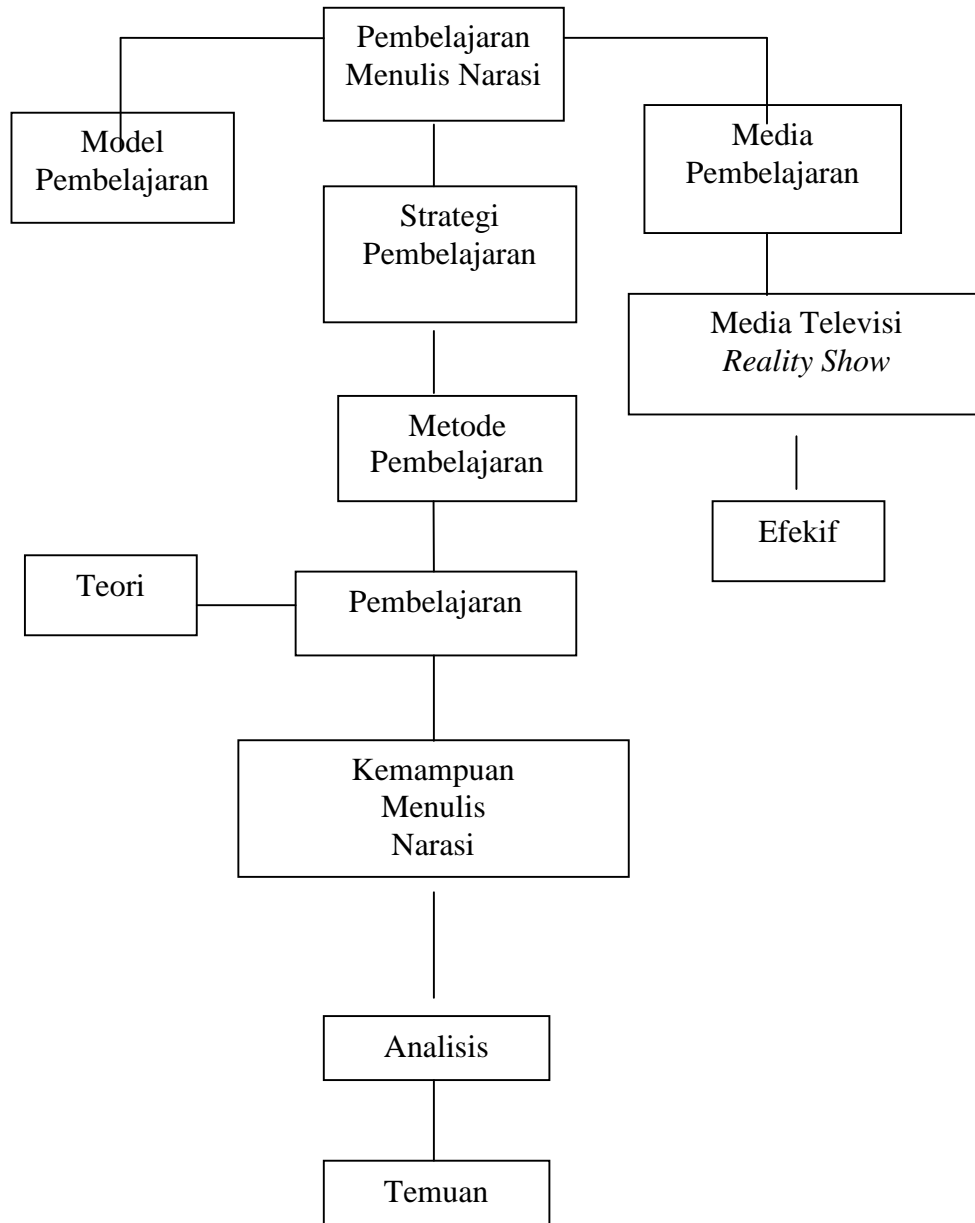 Pembelajaran
Menulis Narasi
Model
Pembelajaran
Media
Pembelajaran
Strategi
Pembelajaran
Media Televisi
Reality Show
Metode
Pembelajaran
Efekif
Teori
Pembelajaran
Kemampuan
Menulis
Narasi
Analisis
Temuan